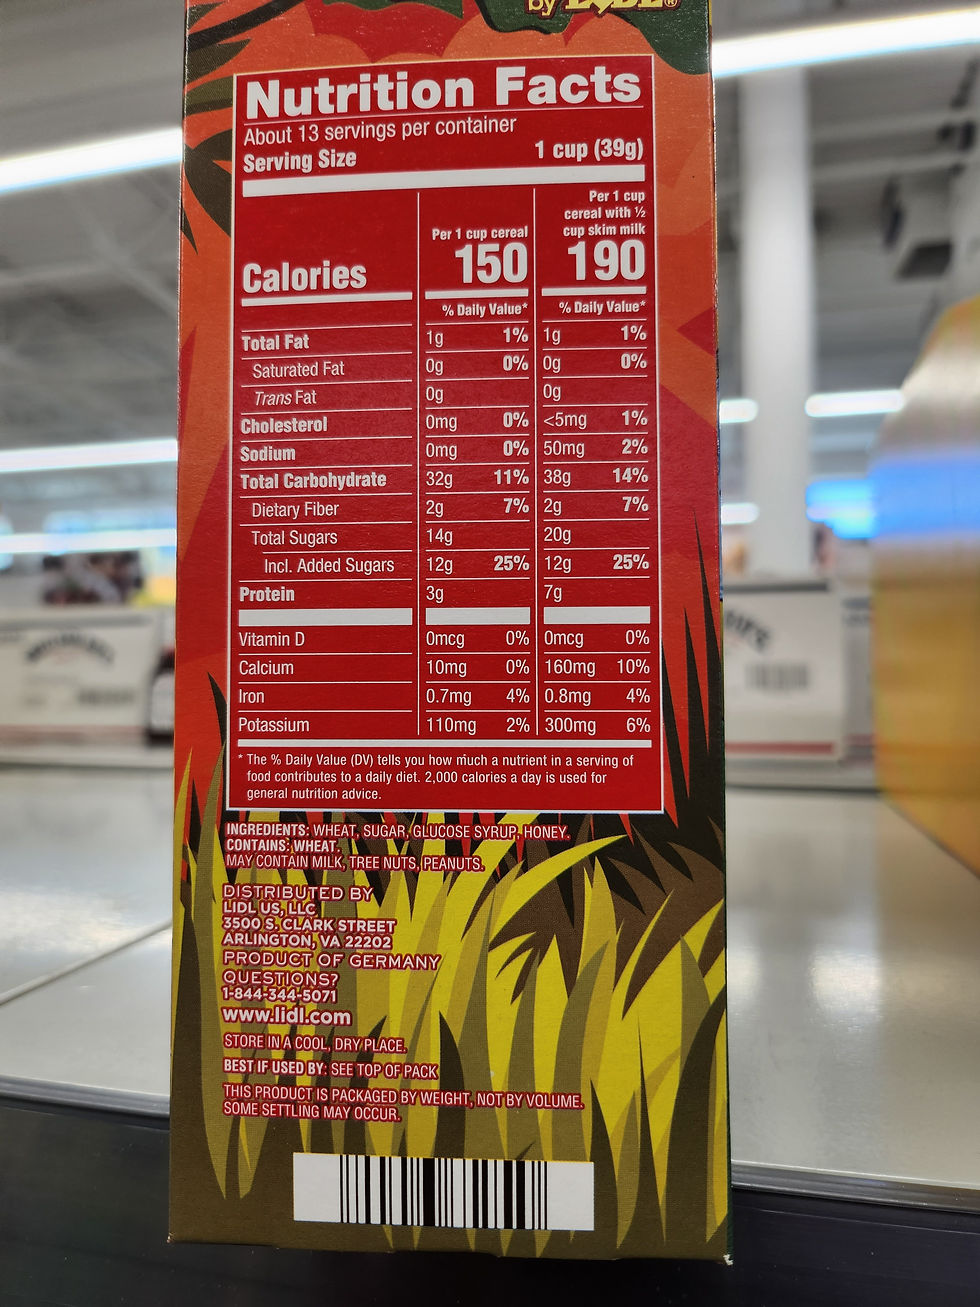 by LIDL®
Nutrition Facts
About 13 servings per container
Serving Size 1 cup (39g)
Per 1 cup cereal
Per 1 cup
cereal with ½
cup skim milk
Calories 150 190
% Daily Value* % Daily Value*
Total Fat 1g 1% 1g 1%
Saturated Fat 0g 0% 0g 0%
Trans Fat 0g 0g
Cholesterol 0mg 0% <5mg 1%
Sodium 0mg 0% 50mg 2%
Total Carbohydrate 32g 11% 38g 14%
Dietary Fiber 2g 7% 2g 7%
Total Sugars 14g 20g
Incl. Added Sugars 12g 25% 12g 25%
Protein 3g 7g
Vitamin D 0mcg 0% 0mcg 0%
Calcium 10mg 0% 160mg 10%
Iron 0.7mg 4% 0.8mg 4%
Potassium 110mg 2% 300mg 6%
* The % Daily Value (DV) tells you how much a nutrient in a serving of
food contributes to a daily diet. 2,000 calories a day is used for
general nutrition advice.
INGREDIENTS: WHEAT, SUGAR, GLUCOSE SYRUP, HONEY.
CONTAINS: WHEAT.
MAY CONTAIN MILK, TREE NUTS, PEANUTS.
DISTRIBUTED BY
LIDL US, LLC
3500 S. CLARK STREET
ARLINGTON, VA 22202
PRODUCT OF GERMANY
QUESTIONS?
1-844-344-5071
www.lidl.com
STORE IN A COOL, DRY PLACE.
BEST IF USED BY: SEE TOP OF PACK
THIS PRODUCT IS PACKAGED BY WEIGHT, NOT BY VOLUME.
SOME SETTLING MAY OCCUR.